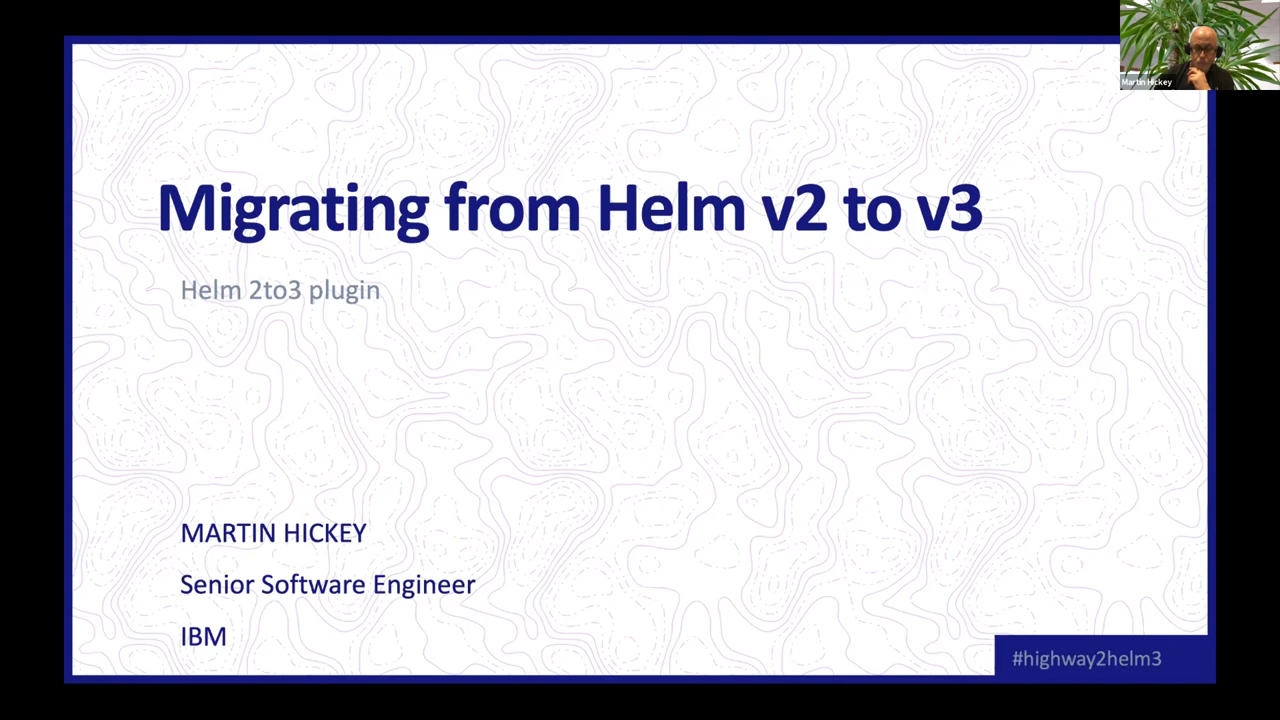 Martin Hickey
Migrating from Helm v2 to v3
Helm 2to3 plugin
MARTIN HICKEY
Senior Software Engineer
IBM
#highway2helm3